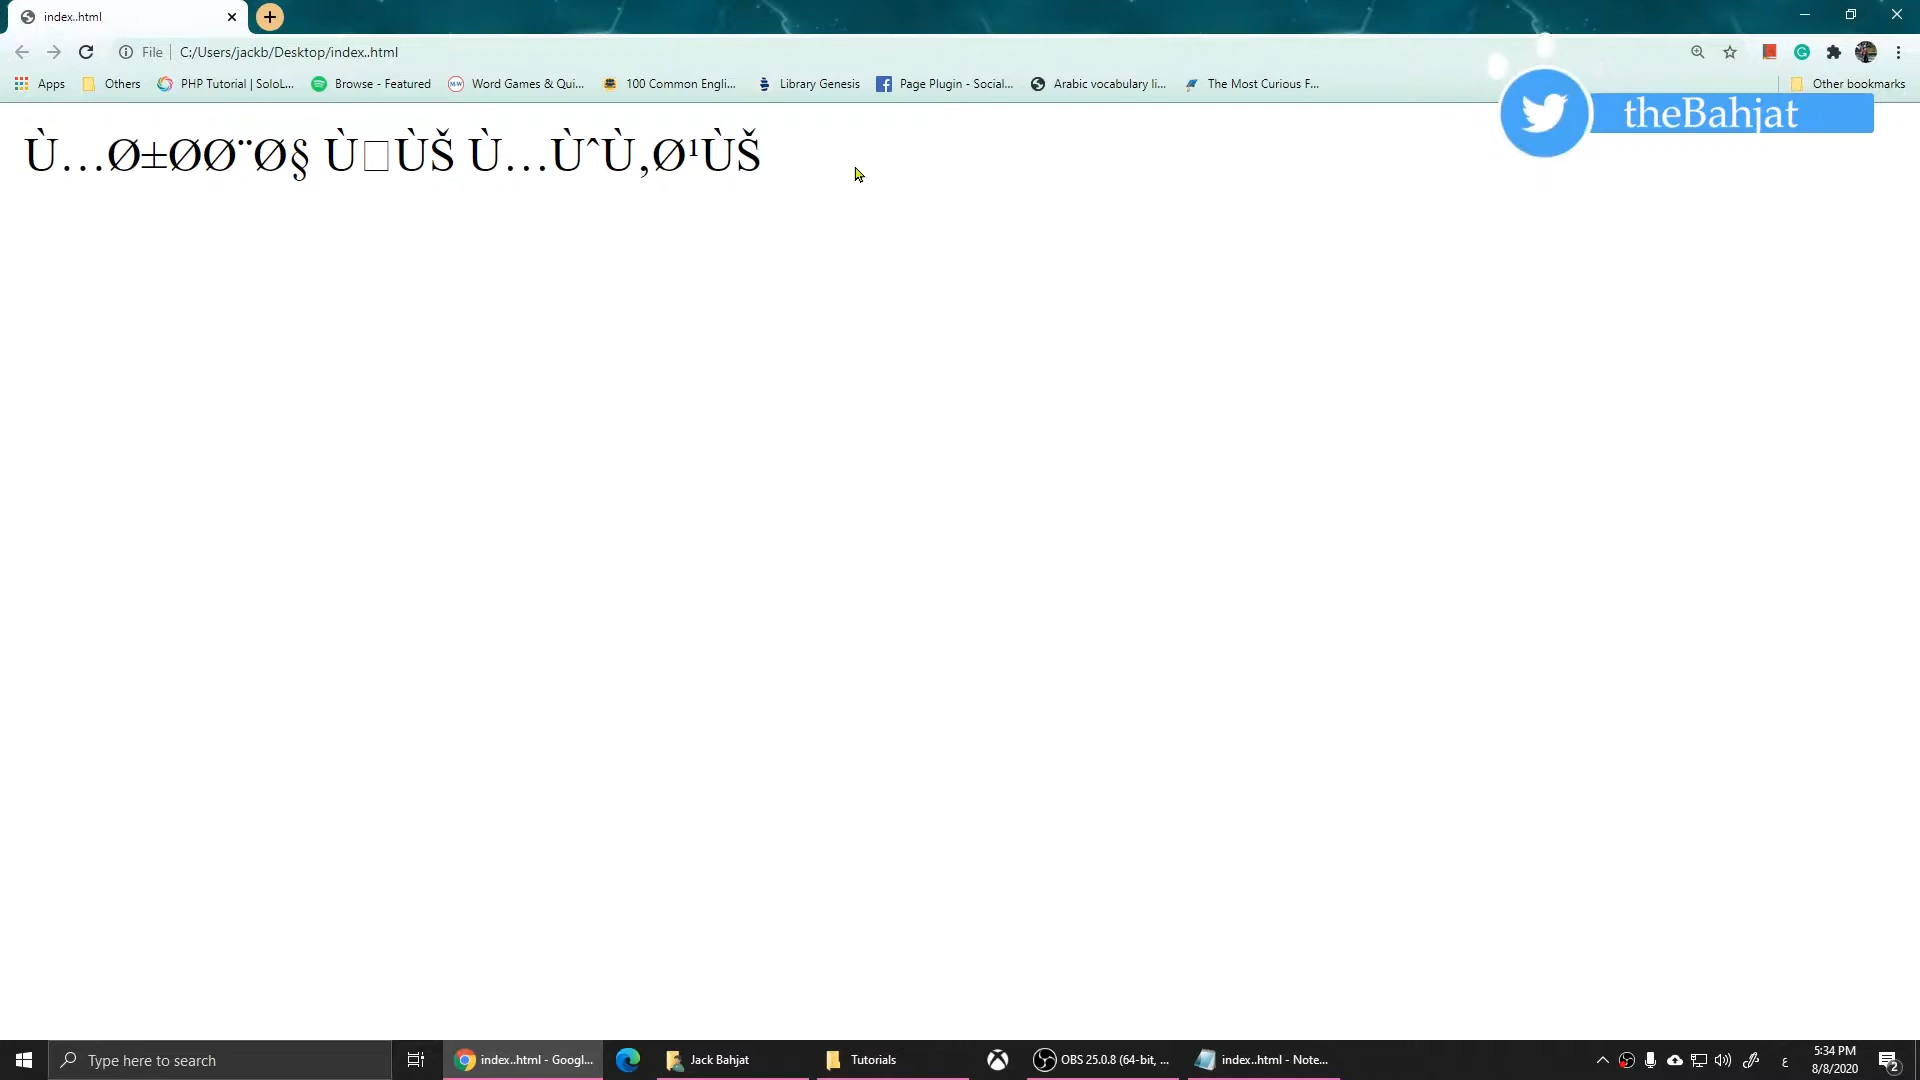 index..html
File
C:/Users/jackb/Desktop/index..html
Apps
Others
PHP Tutorial | SoloL...
Browse - Featured
Word Games & Qui...
100 Common Engli...
Library Genesis
Page Plugin - Social...
Arabic vocabulary li...
The Most Curious F...
Other bookmarks
theBahjat
Ù…Ø±ØØ¨Ø§ Ù□ÙŠ Ù…ÙˆÙ‚Ø¹ÙŠ
Type here to search
index..html - Googl...
Jack Bahjat
Tutorials
OBS 25.0.8 (64-bit, ...
index..html - Note...
ع
5:34 PM
8/8/2020
2